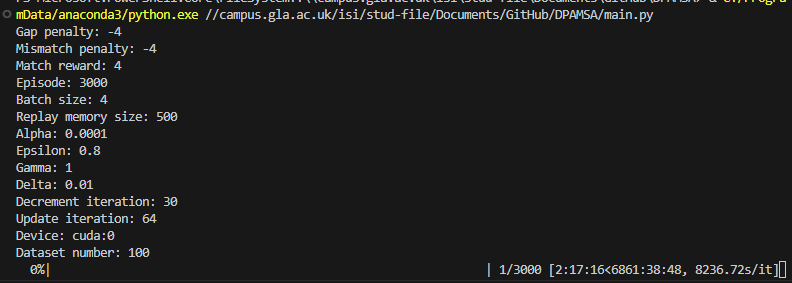 mData/anaconda3/python.exe //campus.gla.ac.uk/isi/stud-file/Documents/GitHub/DPAMSA/main.py
Gap penalty: -4
Mismatch penalty: -4
Match reward: 4
Episode: 3000
Batch size: 4
Replay memory size: 500
Alpha: 0.0001
Epsilon: 0.8
Gamma: 1
Delta: 0.01
Decrement iteration: 30
Update iteration: 64
Device: cuda:0
Dataset number: 100
0%| | 1/3000 [2:17:16<6861:38:48, 8236.72s/it]